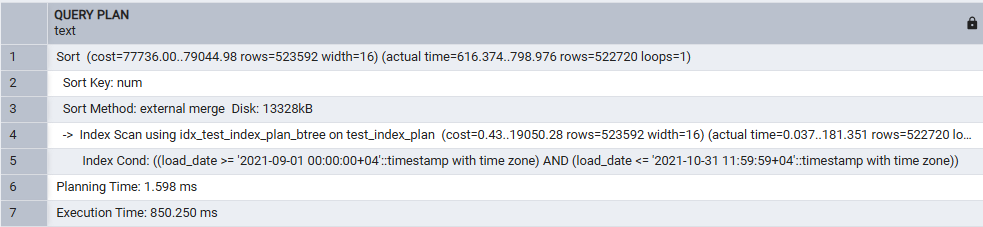 QUERY PLAN
text
1 Sort (cost=77736.00..79044.98 rows=523592 width=16) (actual time=616.374..798.976 rows=522720 loops=1)
2 Sort Key: num
3 Sort Method: external merge Disk: 13328kB
4 -> Index Scan using idx_test_index_plan_btree on test_index_plan (cost=0.43..19050.28 rows=523592 width=16) (actual time=0.037..181.351 rows=522720 lo...
5 Index Cond: ((load_date >= '2021-09-01 00:00:00+04'::timestamp with time zone) AND (load_date <= '2021-10-31 11:59:59+04'::timestamp with time zone))
6 Planning Time: 1.598 ms
7 Execution Time: 850.250 ms